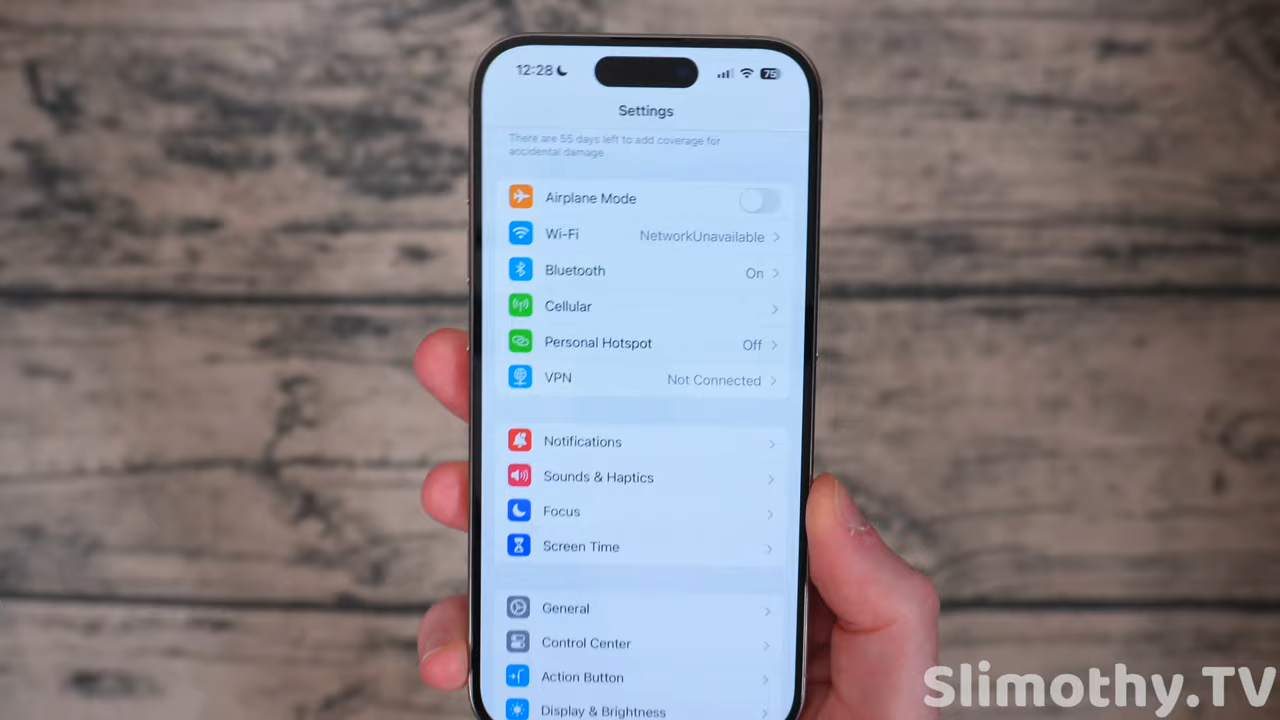 12:28
75
Settings
There are 55 days left to add coverage for
accidental damage.
Airplane Mode
Wi-Fi NetworkUnavailable
Bluetooth On
Cellular
Personal Hotspot Off
VPN Not Connected
Notifications
Sounds & Haptics
Focus
Screen Time
General
Control Center
Action Button
Display & Brightness
Slimothy.TV